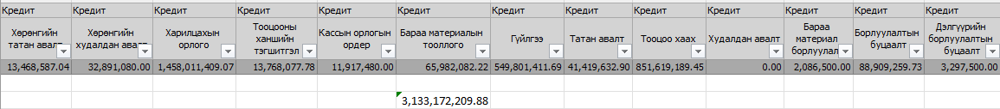 Кредит Кредит Кредит Кредит Кредит Кредит Кредит Кредит Кредит Кредит Кредит Кредит Кредит
Хөрөнгийн татан авалт Хөрөнгийн худалдан авалт Харилцахын орлого Тооцооны ханшийн тэгшитгэл Кассын орлогын ордер Бараа материалын тооллого Гүйлгээ Татан авалт Тооцоо хаах Худалдан авалт Бараа материал борлуулал Борлуулалтын буцаалт Дэлгүүрийн борлуулалтын буцаалт
13,468,587.04 32,891,080.00 1,458,011,409.07 13,768,077.78 11,917,480.00 65,982,082.22 549,801,411.69 41,419,632.90 851,619,189.45 0.00 2,086,500.00 88,909,259.73 3,297,500.00
3,133,172,209.88